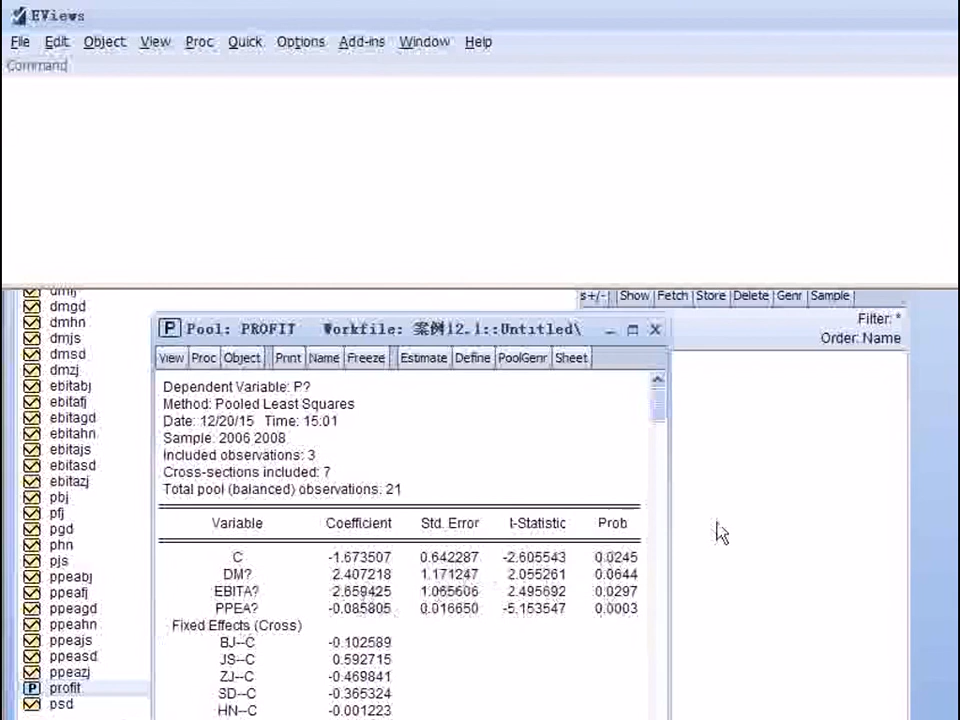 EViews
File Edit Object View Proc Quick Options Add-ins Window Help
Command
s+/- Show Fetch Store Delete Genr Sample
Filter: *
Order: Name
dmfj
dmgd
dmhn
dmjs
dmsd
dmzj
ebitabj
ebitafj
ebitagd
ebitahn
ebitajs
ebitasd
ebitazj
pbj
pfj
pgd
phn
pjs
ppeabj
ppeafj
ppeagd
ppeahn
ppeajs
ppeasd
ppeazj
profit
psd
Pool: PROFIT Workfile: 案例12.1::Untitled\
View Proc Object Print Name Freeze Estimate Define PoolGenr Sheet
Dependent Variable: P?
Method: Pooled Least Squares
Date: 12/20/15 Time: 15:01
Sample: 2006 2008
Included observations: 3
Cross-sections included: 7
Total pool (balanced) observations: 21
Variable Coefficient Std. Error t-Statistic Prob
C -1.673507 0.642287 -2.605543 0.0245
DM? 2.407218 1.171247 2.055261 0.0644
EBITA? 2.659425 1.065606 2.495692 0.0297
PPEA? -0.085805 0.016650 -5.153547 0.0003
Fixed Effects (Cross)
BJ--C -0.102589
JS--C 0.592715
ZJ--C -0.469841
SD--C -0.365324
HN--C -0.001223